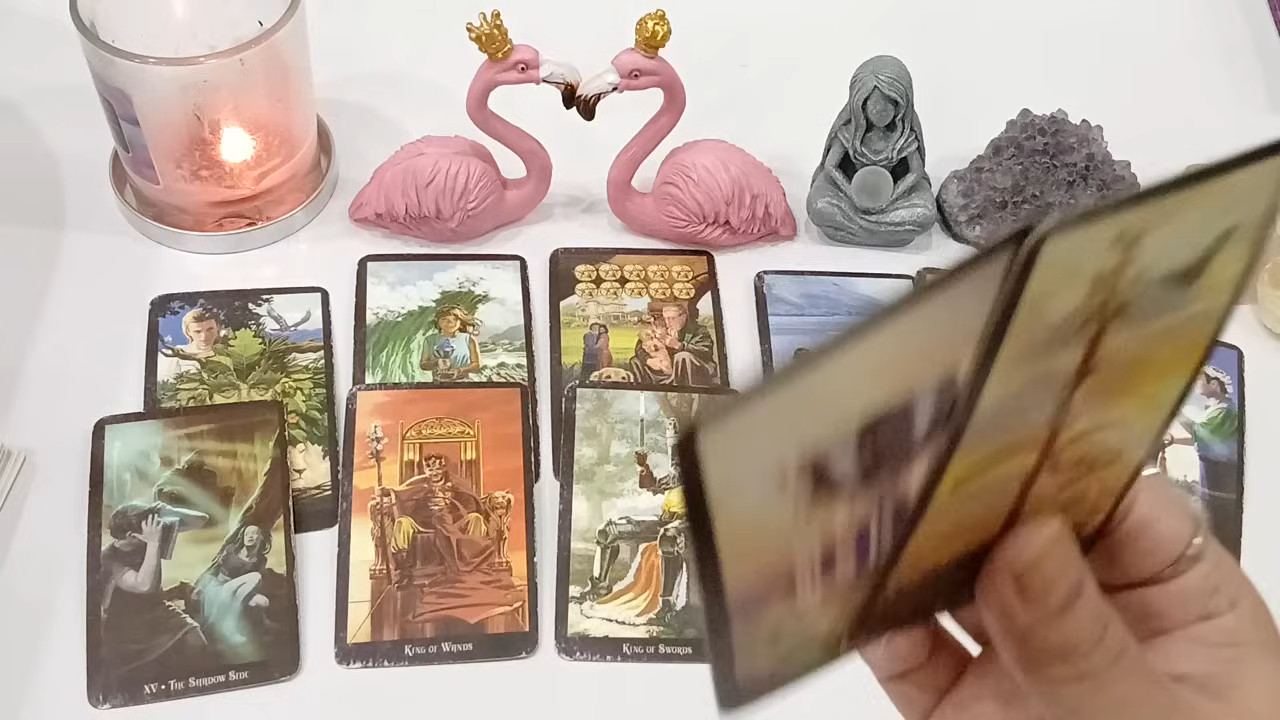 XV • The Shadow Side
King of Wands
King of Swords